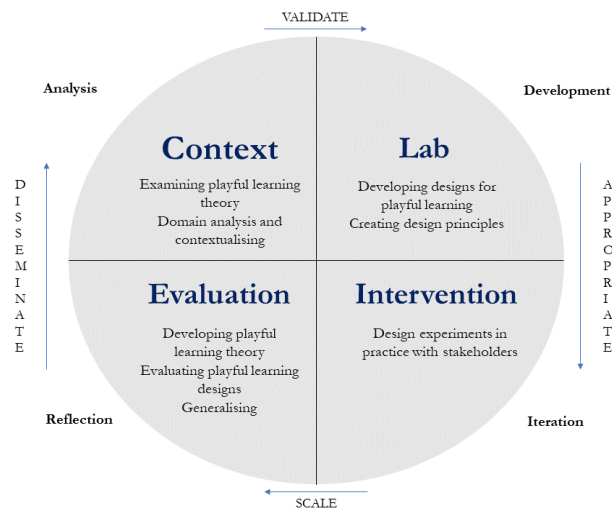 VALIDATE
Analysis
Development
Context
Examining playful learning
theory
Domain analysis and
contextualising
Lab
Developing designs for
playful learning
Creating design principles
DISSEMINATE
APPROPRIATE
Evaluation
Developing playful
learning theory
Evaluating playful learning
designs
Generalising
Intervention
Design experiments in
practice with stakeholders
Reflection
Iteration
SCALE